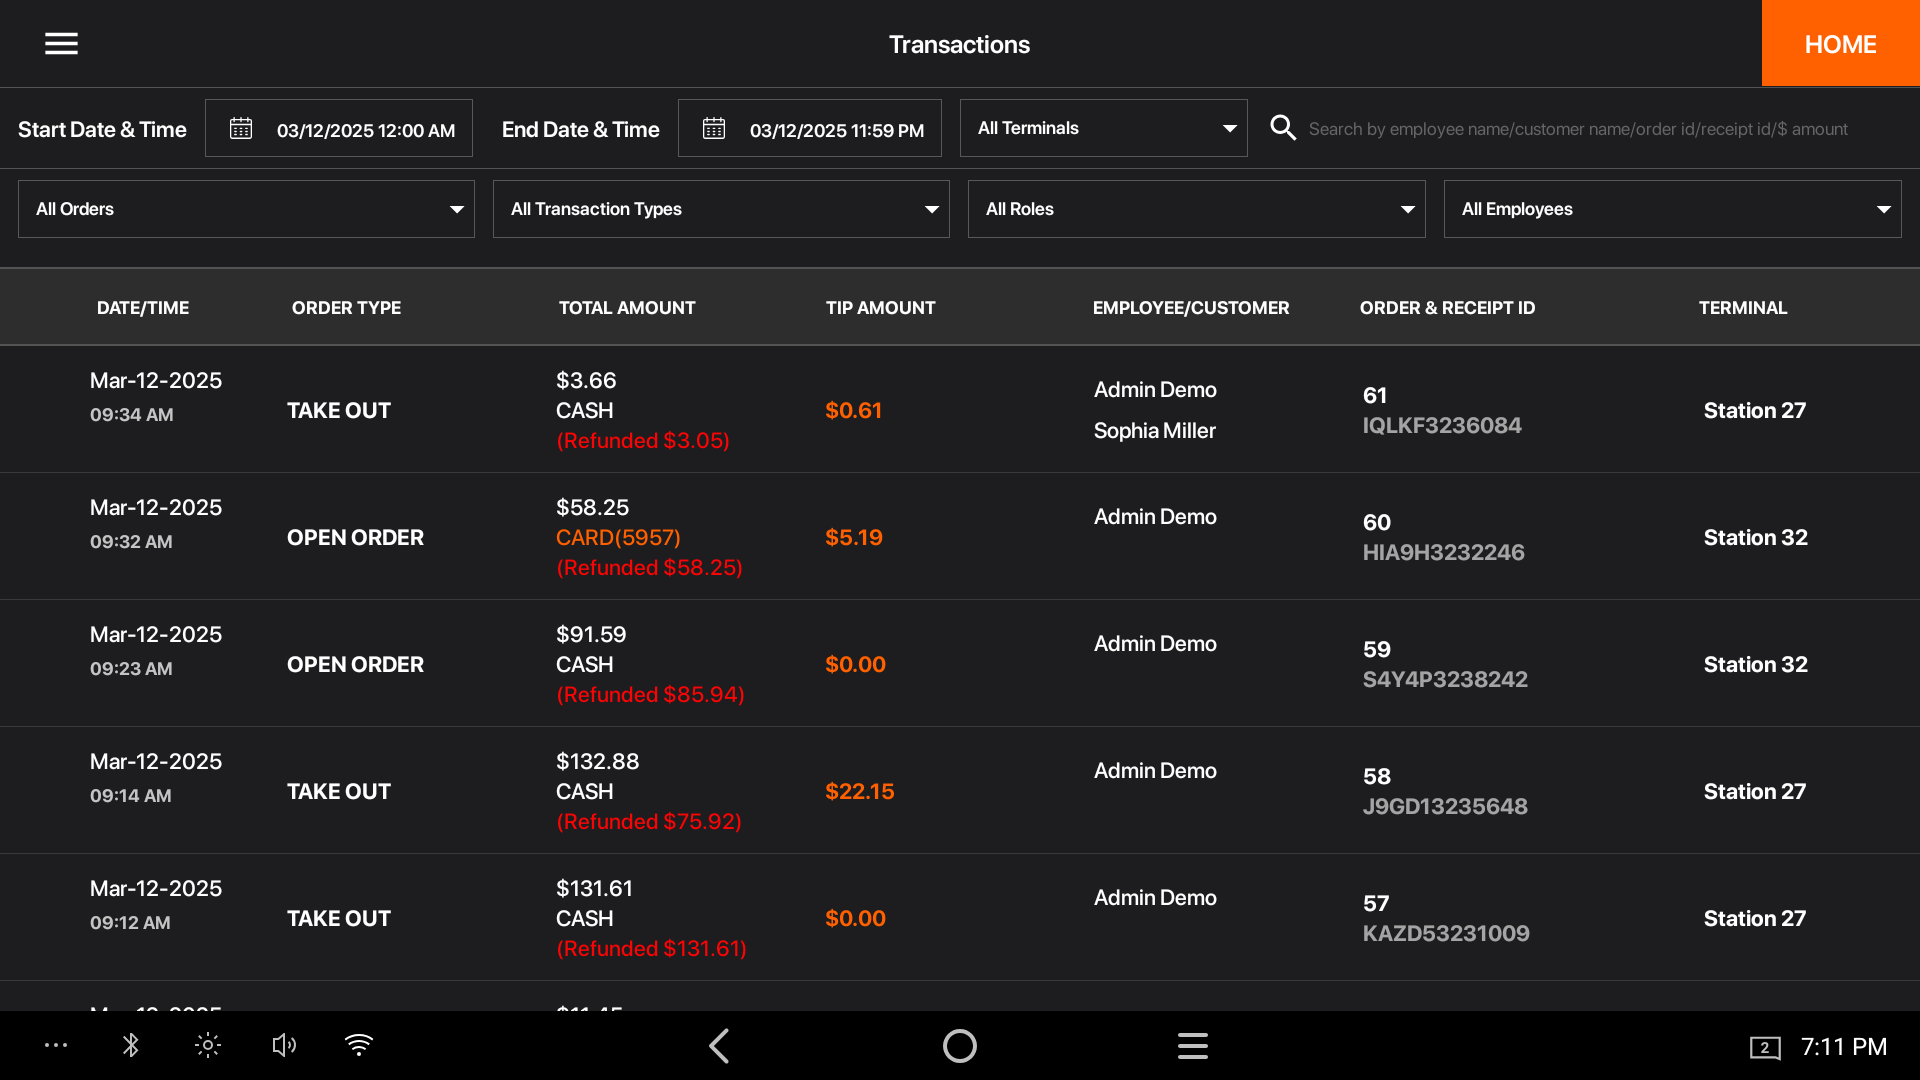 Transactions
HOME
Start Date & Time
03/12/2025 12:00 AM
End Date & Time
03/12/2025 11:59 PM
All Terminals
Search by employee name/customer name/order id/receipt id/$ amount
All Orders
All Transaction Types
All Roles
All Employees
DATE/TIME
ORDER TYPE
TOTAL AMOUNT
TIP AMOUNT
EMPLOYEE/CUSTOMER
ORDER & RECEIPT ID
TERMINAL
Mar-12-2025
09:34 AM
TAKE OUT
$3.66
CASH
(Refunded $3.05)
$0.61
Admin Demo
Sophia Miller
61
IQLKF3236084
Station 27
Mar-12-2025
09:32 AM
OPEN ORDER
$58.25
CARD(5957)
(Refunded $58.25)
$5.19
Admin Demo
60
HIA9H3232246
Station 32
Mar-12-2025
09:23 AM
OPEN ORDER
$91.59
CASH
(Refunded $85.94)
$0.00
Admin Demo
59
S4Y4P3238242
Station 32
Mar-12-2025
09:14 AM
TAKE OUT
$132.88
CASH
(Refunded $75.92)
$22.15
Admin Demo
58
J9GD13235648
Station 27
Mar-12-2025
09:12 AM
TAKE OUT
$131.61
CASH
(Refunded $131.61)
$0.00
Admin Demo
57
KAZD53231009
Station 27
2
7:11 PM